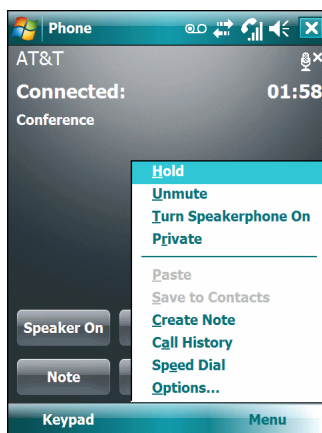 Phone
AT&T
Connected: 01:58
Conference
Hold
Unmute
Turn Speakerphone On
Private
Paste
Save to Contacts
Create Note
Call History
Speed Dial
Options...
Speaker On
Note
Keypad Menu